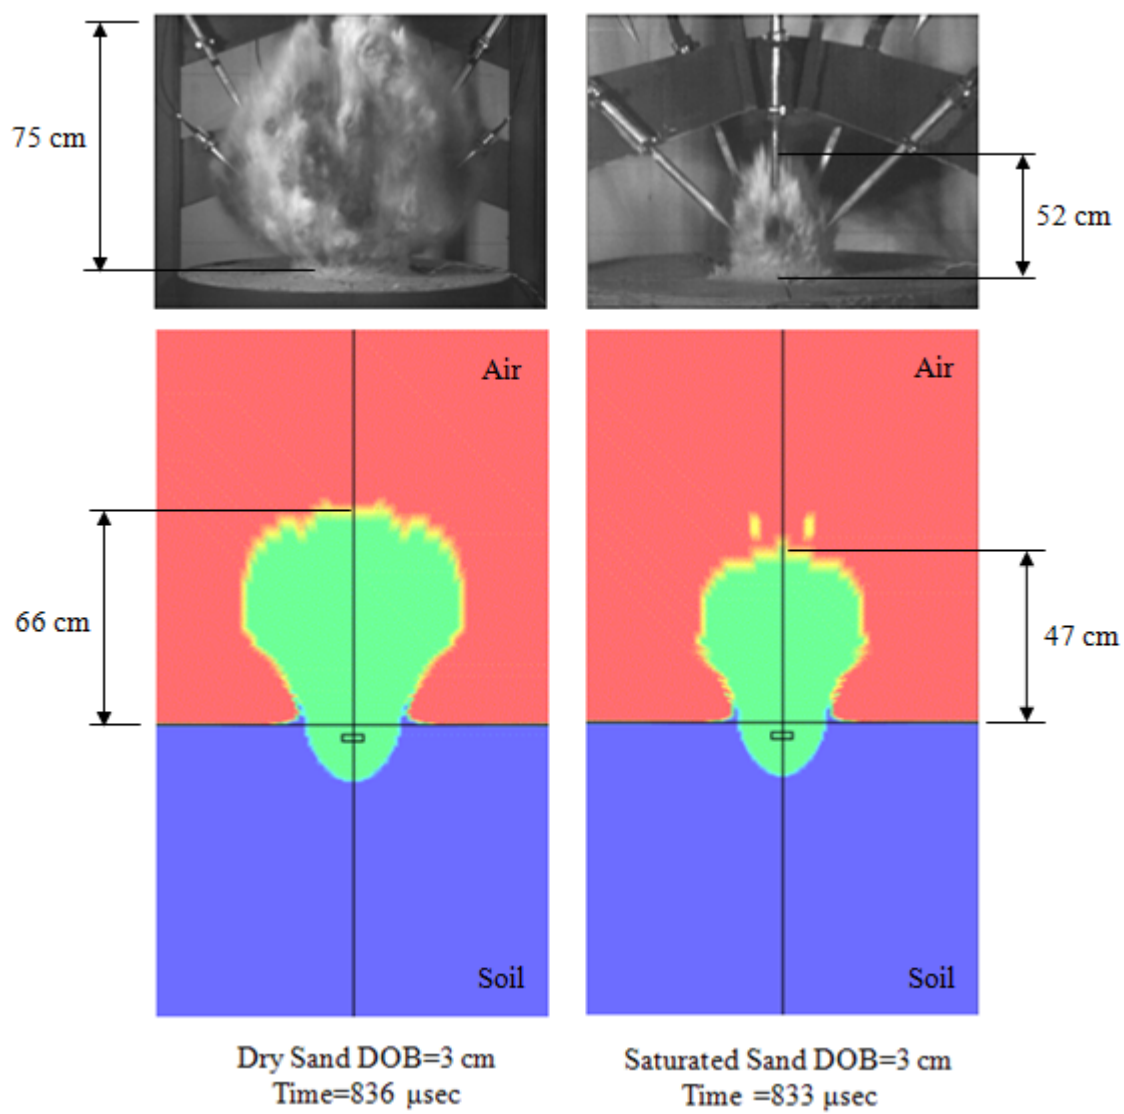 75 cm
52 cm
Air
Air
66 cm
47 cm
Soil
Soil
Dry Sand DOB=3 cm
Time=836 μsec
Saturated Sand DOB=3 cm
Time =833 μsec